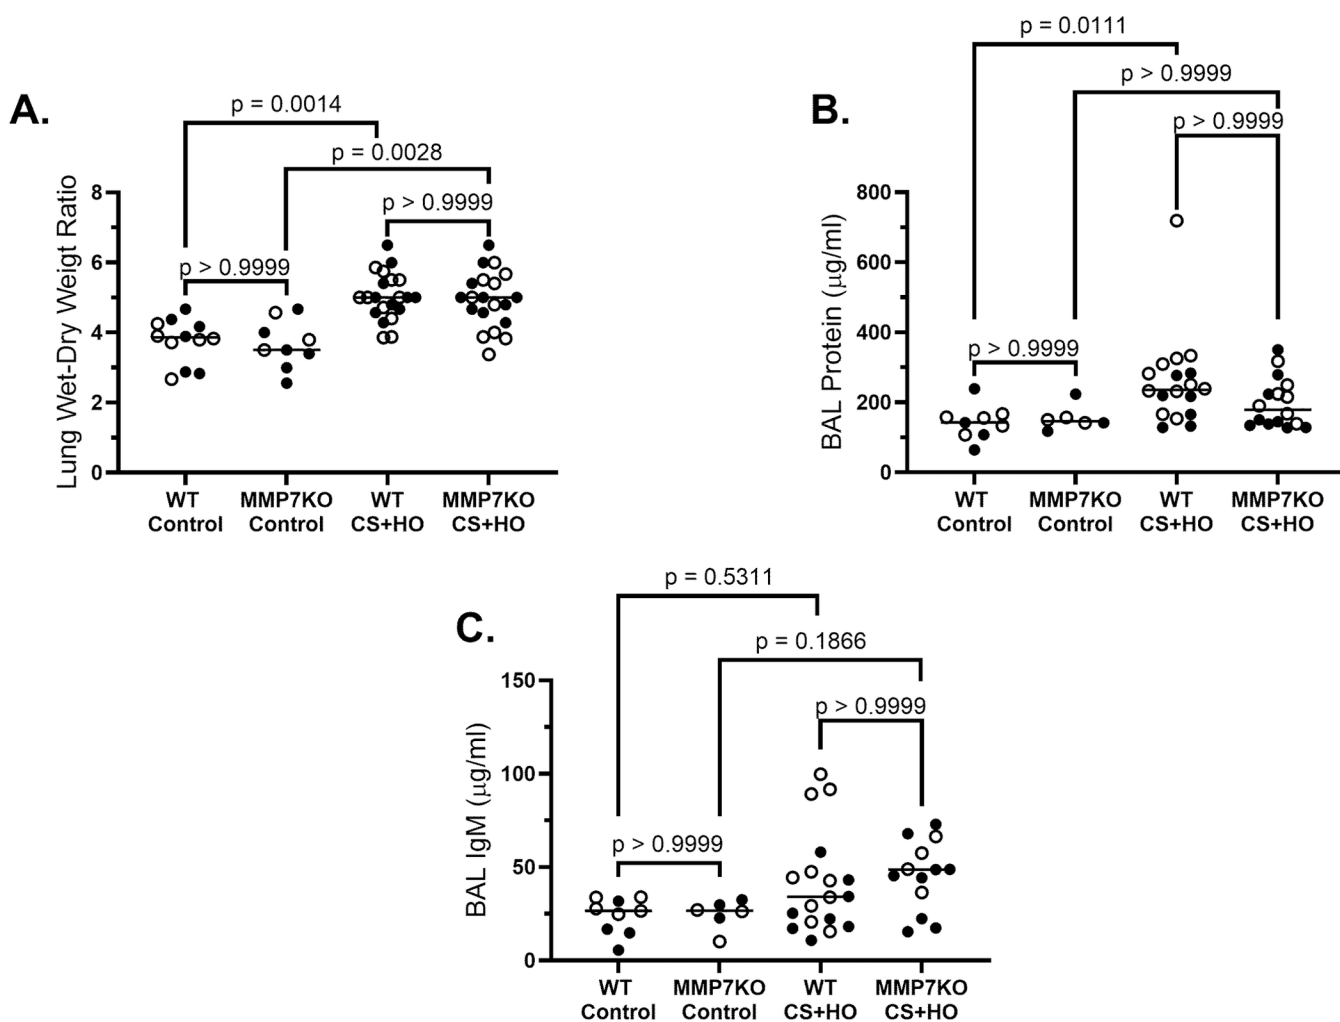 A.
p = 0.0014
p = 0.0028
p > 0.9999
p > 0.9999
Lung Wet-Dry Weigt Ratio
8
6
4
2
0
WT
Control
MMP7KO
Control
WT
CS+HO
MMP7KO
CS+HO
B.
p = 0.0111
p > 0.9999
p > 0.9999
p > 0.9999
BAL Protein (µg/ml)
800
600
400
200
0
WT
Control
MMP7KO
Control
WT
CS+HO
MMP7KO
CS+HO
C.
p = 0.5311
p = 0.1866
p > 0.9999
p > 0.9999
BAL IgM (µg/ml)
150
100
50
0
WT
Control
MMP7KO
Control
WT
CS+HO
MMP7KO
CS+HO